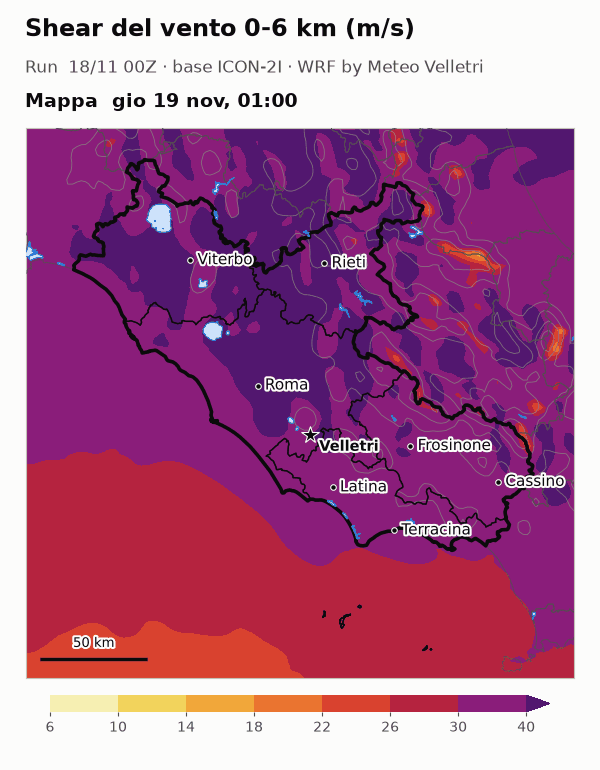 Shear del vento 0-6 km (m/s)
Run  18/11 00Z · base ICON-2I · WRF by Meteo Velletri
Mappa  gio 19 nov, 01:00
Viterbo
Rieti
Roma
Velletri
Frosinone
Latina
Cassino
Terracina
50 km
6 10 14 18 22 26 30 40